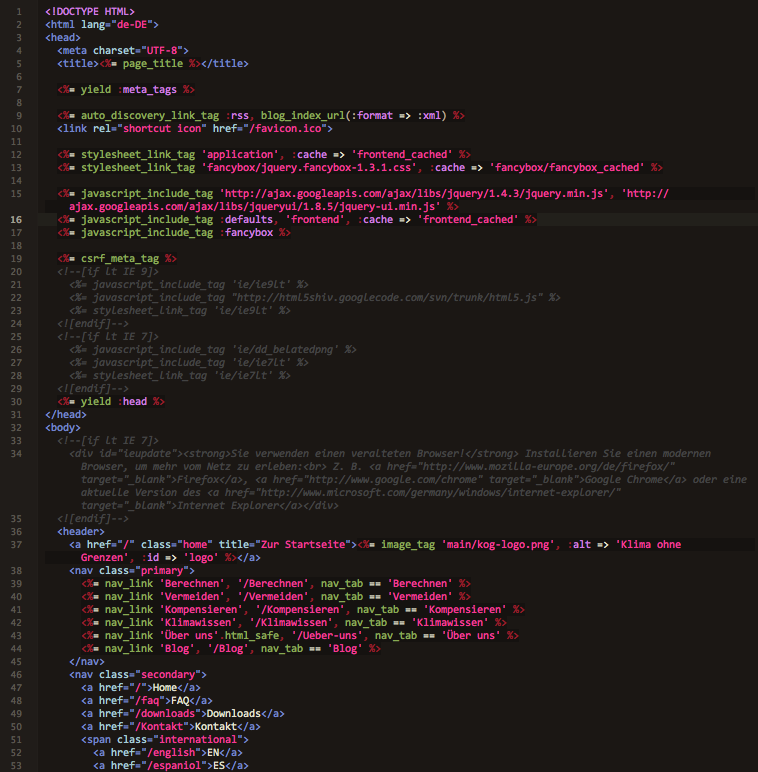 1 <!DOCTYPE HTML>
2 <html lang="de-DE">
3 <head>
4 <meta charset="UTF-8">
5 <title><%= page_title %></title>
6
7 <%= yield :meta_tags %>
8
9 <%= auto_discovery_link_tag :rss, blog_index_url(:format => :xml) %>
10 <link rel="shortcut icon" href="/favicon.ico">
11
12 <%= stylesheet_link_tag 'application', :cache => 'frontend_cached' %>
13 <%= stylesheet_link_tag 'fancybox/jquery.fancybox-1.3.1.css', :cache => 'fancybox/fancybox_cached' %>
14
15 <%= javascript_include_tag 'http://ajax.googleapis.com/ajax/libs/jquery/1.4.3/jquery.min.js', 'http://
ajax.googleapis.com/ajax/libs/jqueryui/1.8.5/jquery-ui.min.js' %>
16 <%= javascript_include_tag :defaults, 'frontend', :cache => 'frontend_cached' %>
17 <%= javascript_include_tag :fancybox %>
18
19 <%= csrf_meta_tag %>
20 <!--[if lt IE 9]>
21 <%= javascript_include_tag 'ie/ie9lt' %>
22 <%= javascript_include_tag "http://html5shiv.googlecode.com/svn/trunk/html5.js" %>
23 <%= stylesheet_link_tag 'ie/ie9lt' %>
24 <![endif]-->
25 <!--[if lt IE 7]>
26 <%= javascript_include_tag 'ie/dd_belatedpng' %>
27 <%= javascript_include_tag 'ie/ie7lt' %>
28 <%= stylesheet_link_tag 'ie/ie7lt' %>
29 <![endif]-->
30 <%= yield :head %>
31 </head>
32 <body>
33 <!--[if lt IE 7]>
34 <div id="ieupdate"><strong>Sie verwenden einen veralteten Browser!</strong> Installieren Sie einen modernen
Browser, um mehr vom Netz zu erleben:<br> Z. B. <a href="http://www.mozilla-europe.org/de/firefox/"
target="_blank">Firefox</a>, <a href="http://www.google.com/chrome" target="_blank">Google Chrome</a> oder eine
aktuelle Version des <a href="http://www.microsoft.com/germany/windows/internet-explorer/"
target="_blank">Internet Explorer</a></div>
35 <![endif]-->
36 <header>
37 <a href="/" class="home" title="Zur Startseite"><%= image_tag 'main/kog-logo.png', :alt => 'Klima ohne
Grenzen', :id => 'logo' %></a>
38 <nav class="primary">
39 <%= nav_link 'Berechnen', '/Berechnen', nav_tab == 'Berechnen' %>
40 <%= nav_link 'Vermeiden', '/Vermeiden', nav_tab == 'Vermeiden' %>
41 <%= nav_link 'Kompensieren', '/Kompensieren', nav_tab == 'Kompensieren' %>
42 <%= nav_link 'Klimawissen', '/Klimawissen', nav_tab == 'Klimawissen' %>
43 <%= nav_link 'Über uns'.html_safe, '/Ueber-uns', nav_tab == 'Über uns' %>
44 <%= nav_link 'Blog', '/Blog', nav_tab == 'Blog' %>
45 </nav>
46 <nav class="secondary">
47 <a href="/">Home</a>
48 <a href="/faq">FAQ</a>
49 <a href="/downloads">Downloads</a>
50 <a href="/Kontakt">Kontakt</a>
51 <span class="international">
52 <a href="/english">EN</a>
53 <a href="/espaniol">ES</a>